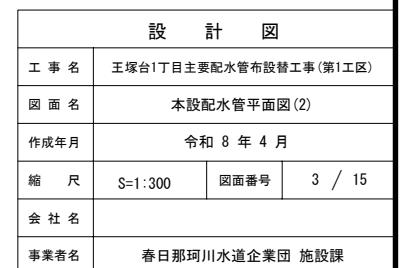 設 計 図
工 事 名 王塚台1丁目主要配水管布設替工事(第1工区)
図 面 名 本設配水管平面図(2)
作成年月 令和 8 年 4 月
縮 尺 S=1:300 図面番号 3 / 15
会 社 名
事業者名 春日那珂川水道企業団 施設課